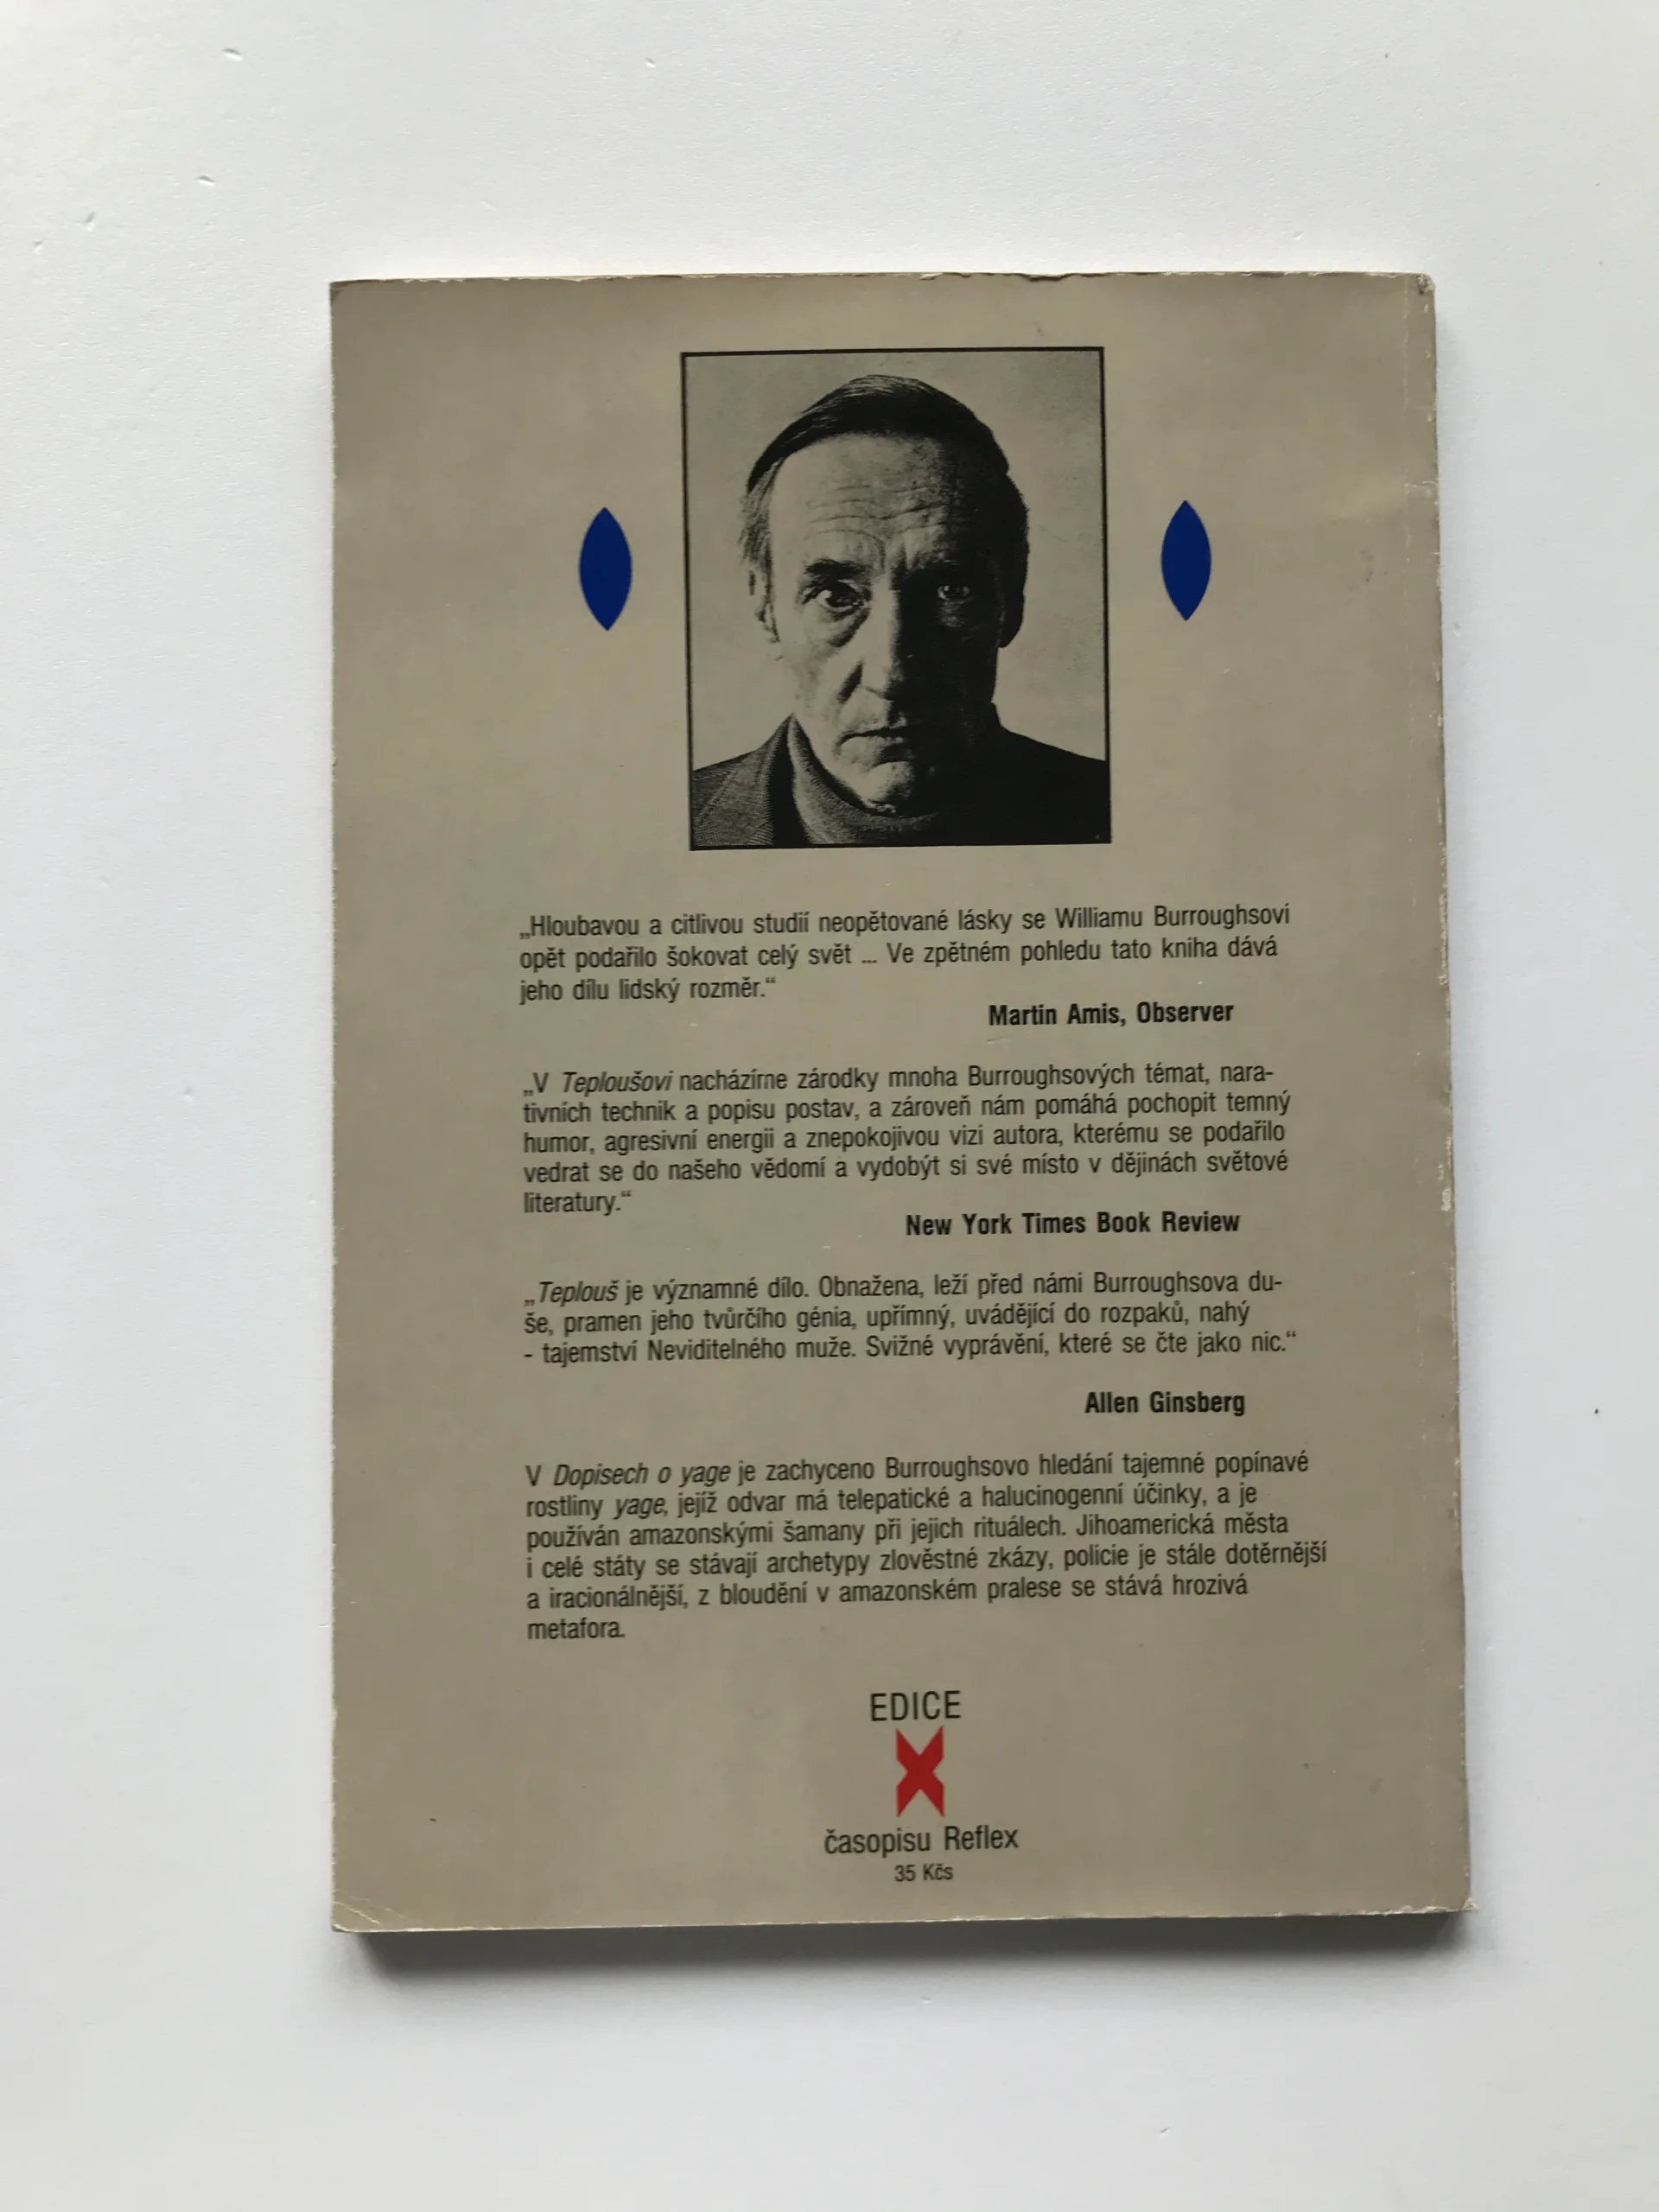 „Hloubavou a citlivou studií neopětované lásky se Williamu Burroughsovi
opět podařilo šokovat celý svět ... Ve zpětném pohledu tato kniha dává
jeho dílu lidský rozměr.“
Martin Amis, Observer
„V Teploušovi nacházíme zárodky mnoha Burroughsových témat, nara-
tivních technik a popisu postav, a zároveň nám pomáhá pochopit temný
humor, agresivní energii a znepokojivou vizi autora, kterému se podařilo
vedrat se do našeho vědomí a vydobýt si své místo v dějinách světové
literatury.“
New York Times Book Review
„Teplouš je významné dílo. Obnažena, leží před námi Burroughsova du-
še, pramen jeho tvůrčího génia, upřímný, uvádějící do rozpaků, nahý
- tajemství Neviditelného muže. Svižné vyprávění, které se čte jako nic.“
Allen Ginsberg
V Dopisech o yage je zachyceno Burroughsovo hledání tajemné popínavé
rostliny yage, jejíž odvar má telepatické a halucinogenní účinky, a je
používán amazonskými šamany při jejich rituálech. Jihoamerická města
i celé státy se stávají archetypy zlověstné zkázy, policie je stále dotěrnější
a iracionálnější, z bloudění v amazonském pralese se stává hrozivá
metafora.
EDICE
X
časopisu Reflex
35 Kčs